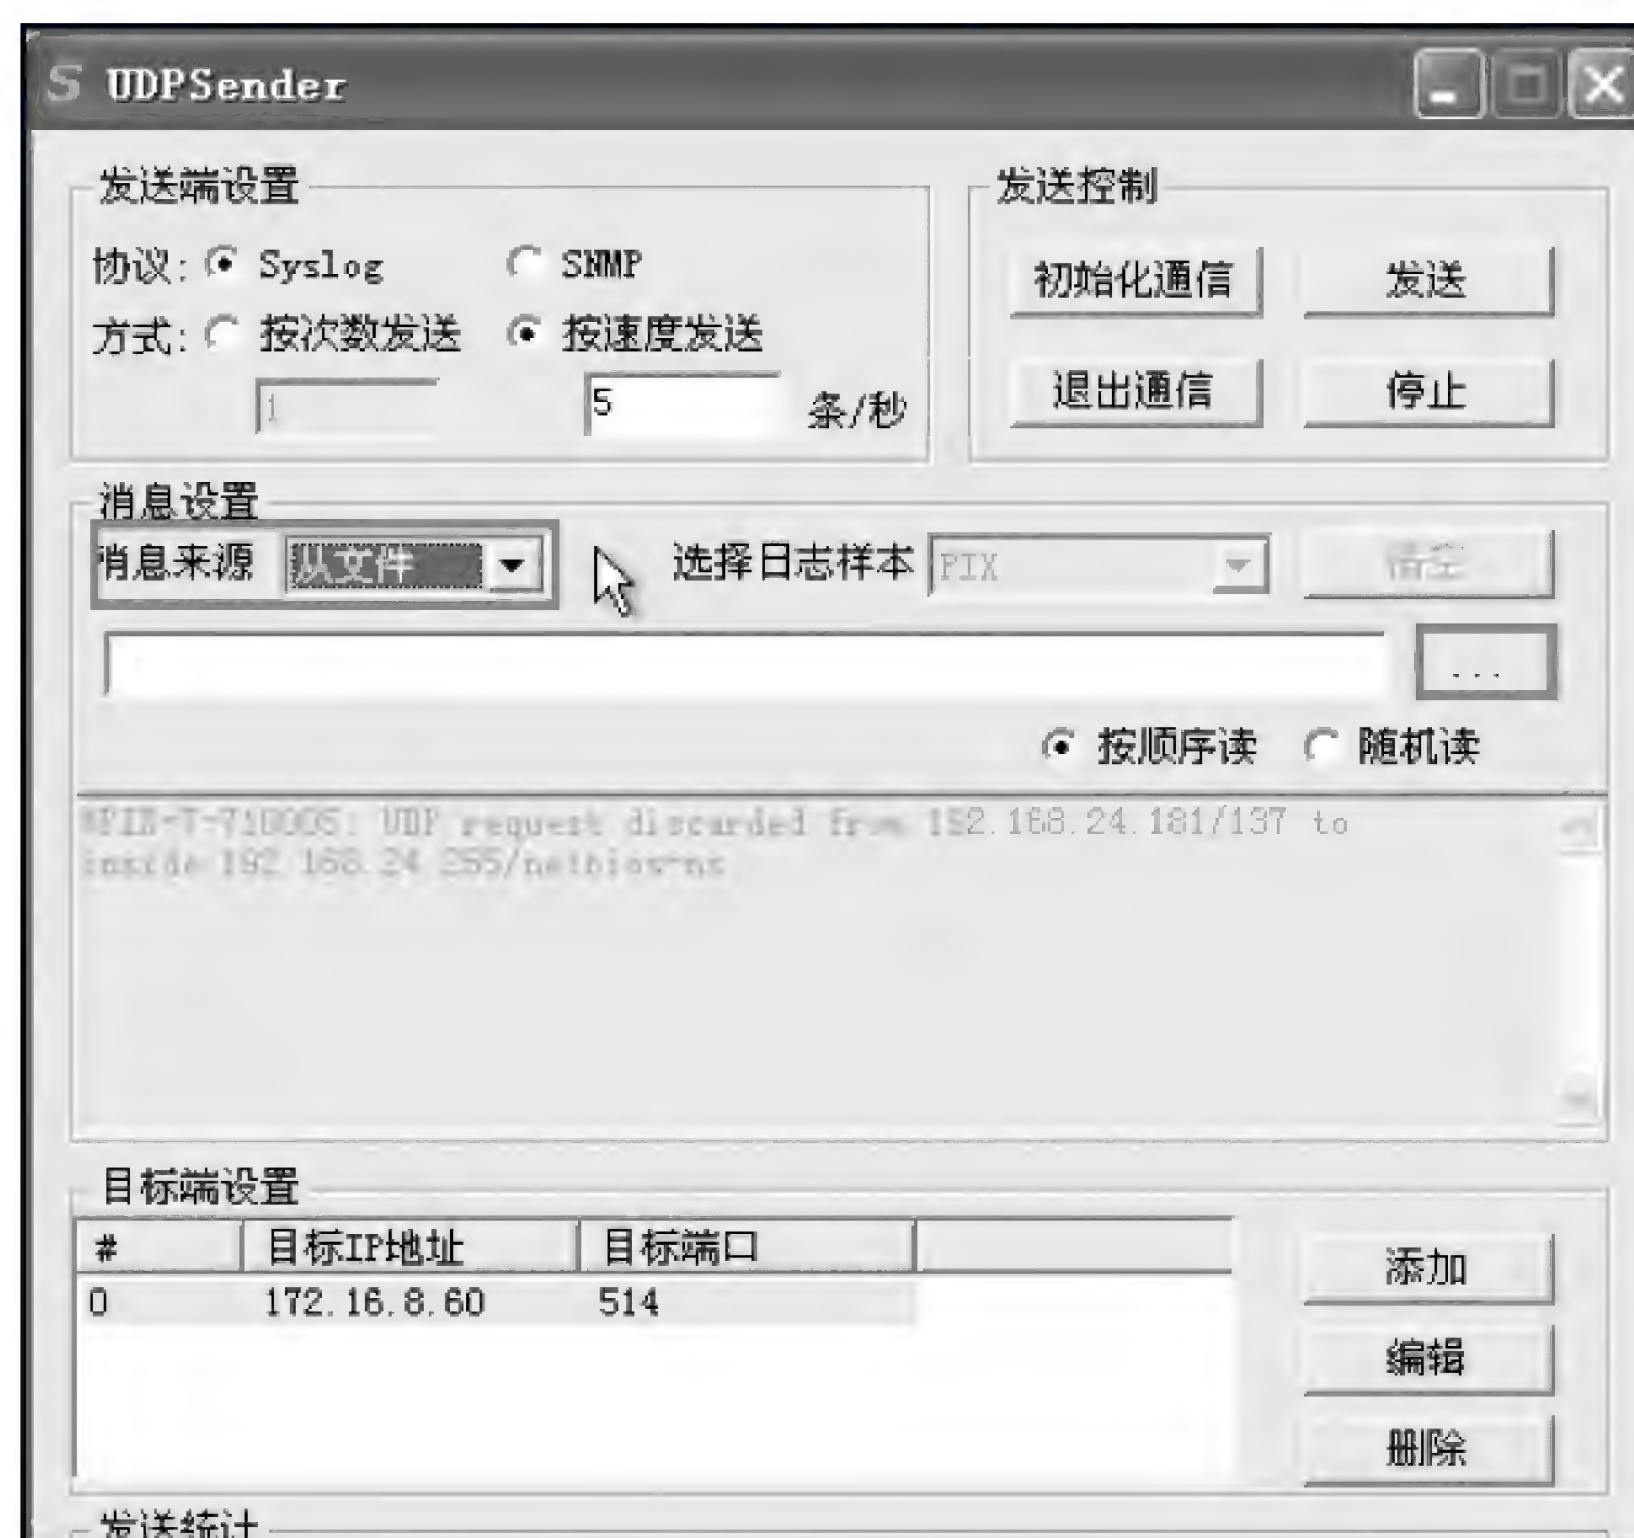 S UDPSender
发送端设置
协议: Syslog SNMP
方式: 按次数发送 按速度发送
1 5 条/秒
发送控制
初始化通信 发送
退出通信 停止
消息设置
消息来源 从文件 选择日志样本 PIX 清空
...
按顺序读 随机读
UDP request discarded from 192.168.24.181/137 to
inside 192.168.24.255/netbios-ns
目标端设置
# 目标IP地址 目标端口
0 172.16.8.60 514
添加
编辑
删除
发送统计